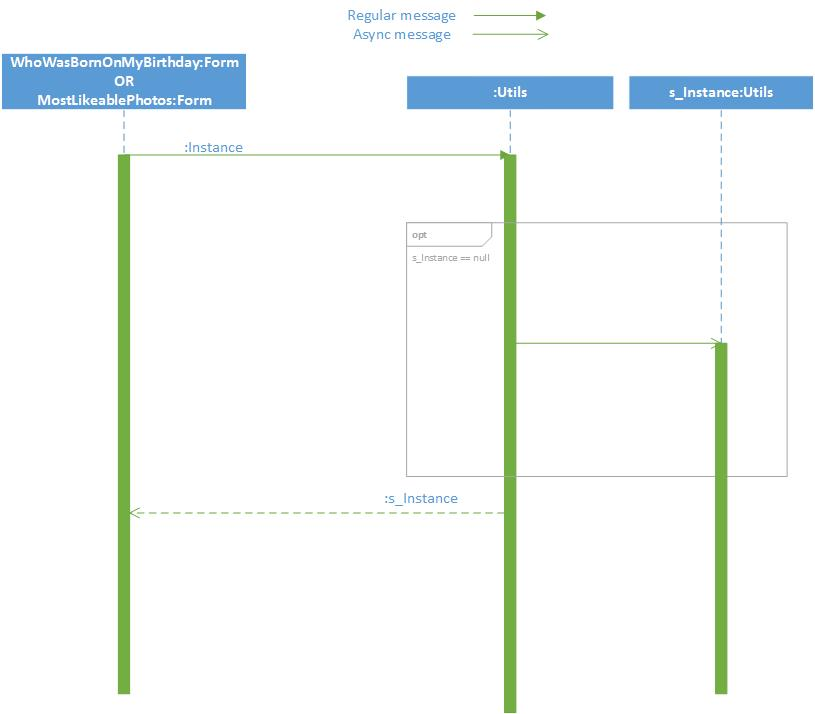 Regular message
Async message
WhoWasBornOnMyBirthday:Form
OR
MostLikeablePhotos:Form
:Utils
s_Instance:Utils
:Instance
opt
s_Instance == null
:s_Instance